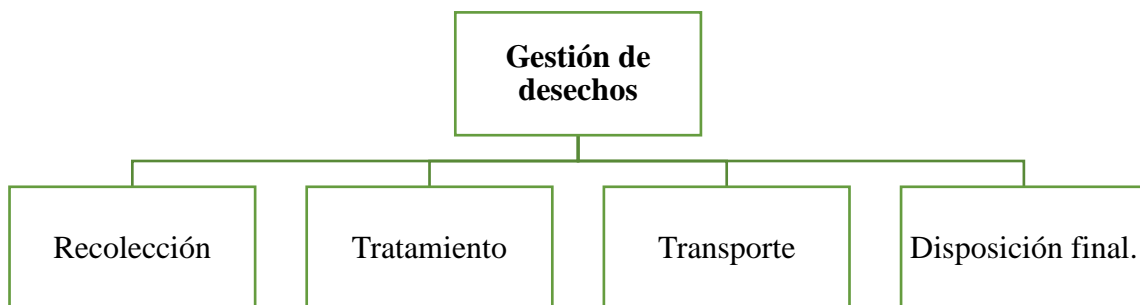 Gestión de
desechos
Recolección
Tratamiento
Transporte
Disposición final.